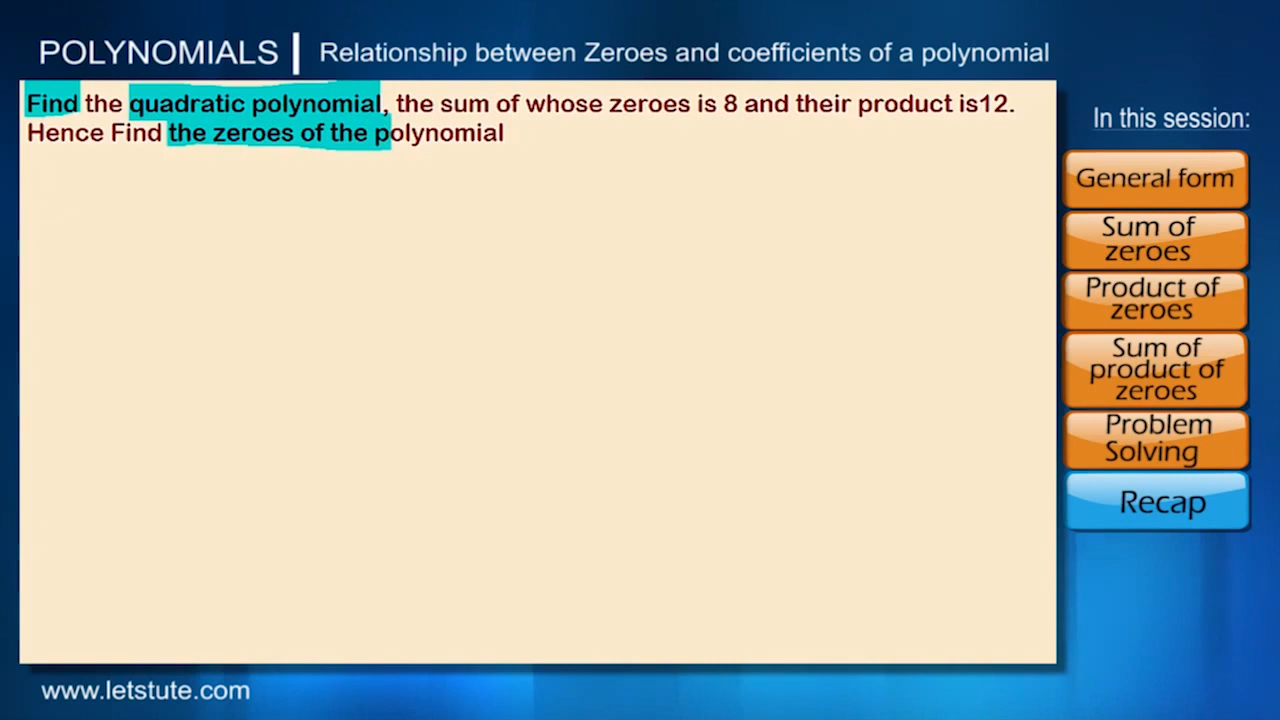 POLYNOMIALS | Relationship between Zeroes and coefficients of a polynomial
Find the quadratic polynomial, the sum of whose zeroes is 8 and their product is12.
Hence Find the zeroes of the polynomial
In this session:
General form
Sum of
zeroes
Product of
zeroes
Sum of
product of
zeroes
Problem
Solving
Recap
www.letstute.com